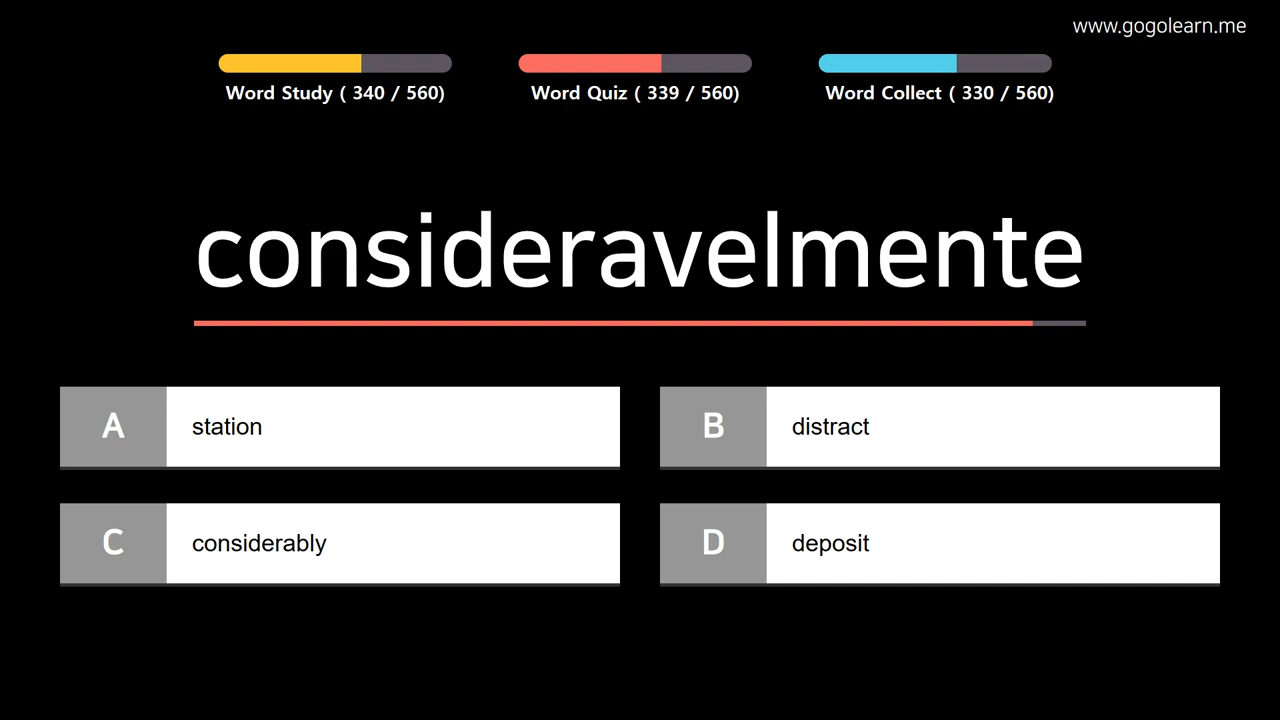 www.gogolearn.me
Word Study ( 340 / 560)
Word Quiz ( 339 / 560)
Word Collect ( 330 / 560)
consideravelmente
A station
B distract
C considerably
D deposit